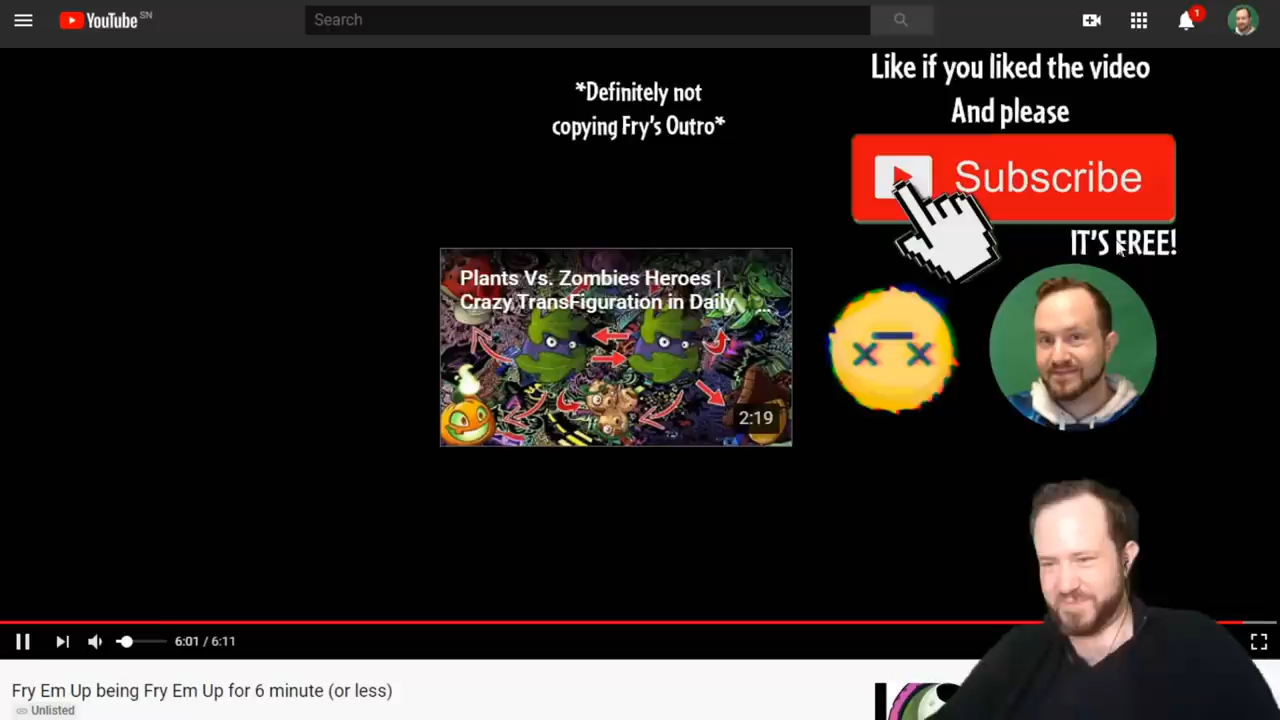 YouTube SN
Search
1
Like if you liked the video
And please
*Definitely not
copying Fry's Outro*
Subscribe
IT'S FREE!
Plants Vs. Zombies Heroes |
Crazy TransFiguration in Daily ...
2:19
6:01 / 6:11
Fry Em Up being Fry Em Up for 6 minute (or less)
Unlisted